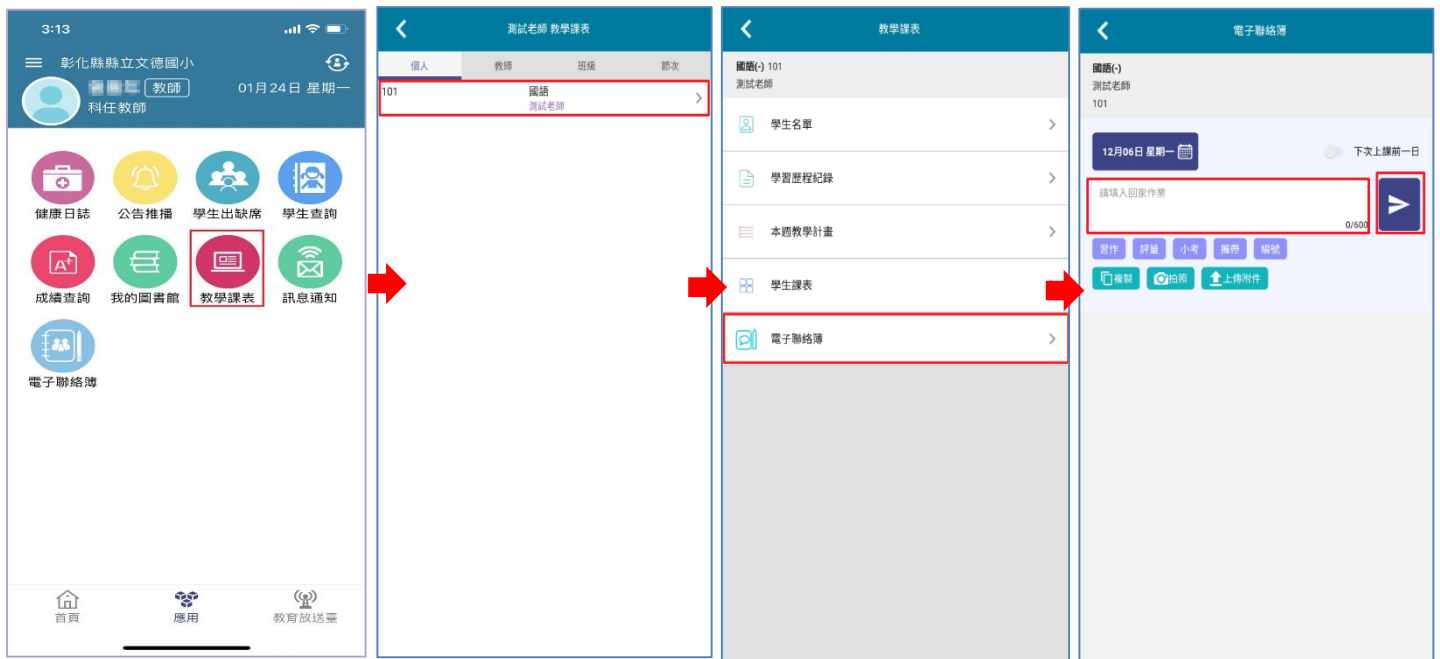 3:13
彰化縣縣立文德國小
教師
01月24日 星期一
科任教師
健康日誌
公告推播
學生出缺席
學生查詢
A+
成績查詢
我的圖書館
教學課表
訊息通知
電子聯絡簿
首頁
應用
教育放送臺
測試老師 教學課表
個人
教師
班級
節次
101
國語
測試老師
教學課表
國語(-) 101
測試老師
學生名單
學習歷程紀錄
本週教學計畫
學生課表
電子聯絡簿
電子聯絡簿
國語(-)
測試老師
101
12月06日 星期一
下次上課前一日
請填入回家作業
0/600
習作
評量
小考
攜帶
編號
複製
拍照
上傳附件